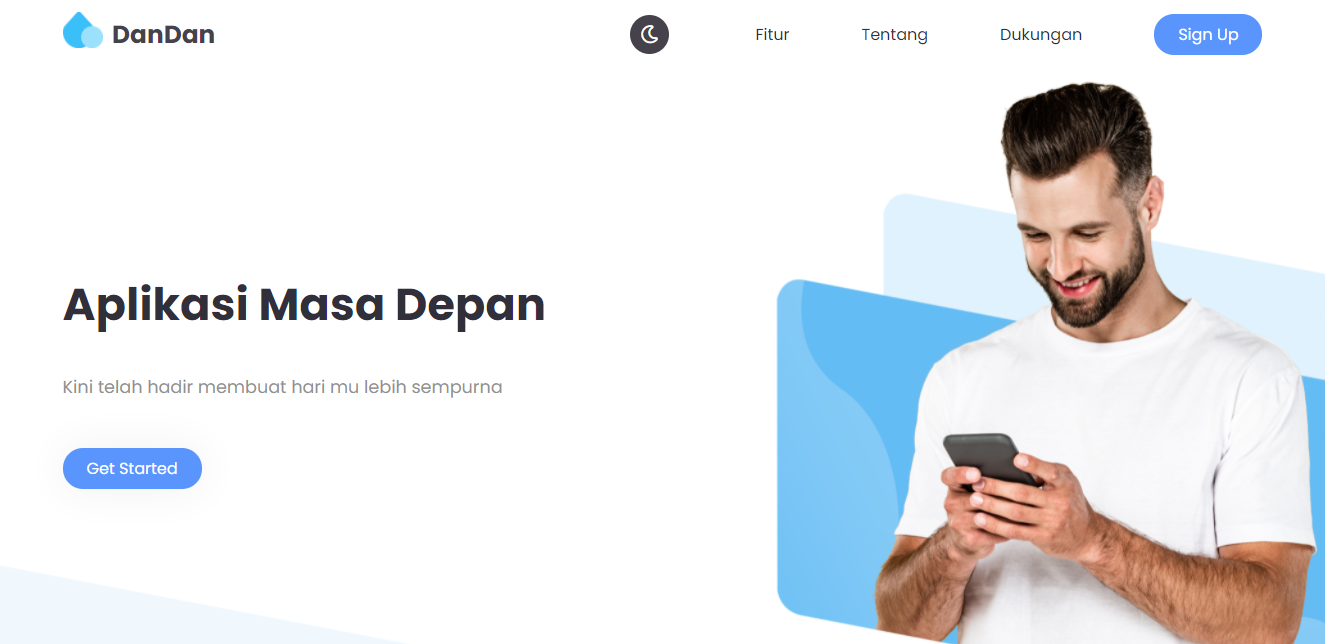 DanDan
Fitur
Tentang
Dukungan
Sign Up
Aplikasi Masa Depan
Kini telah hadir membuat hari mu lebih sempurna
Get Started